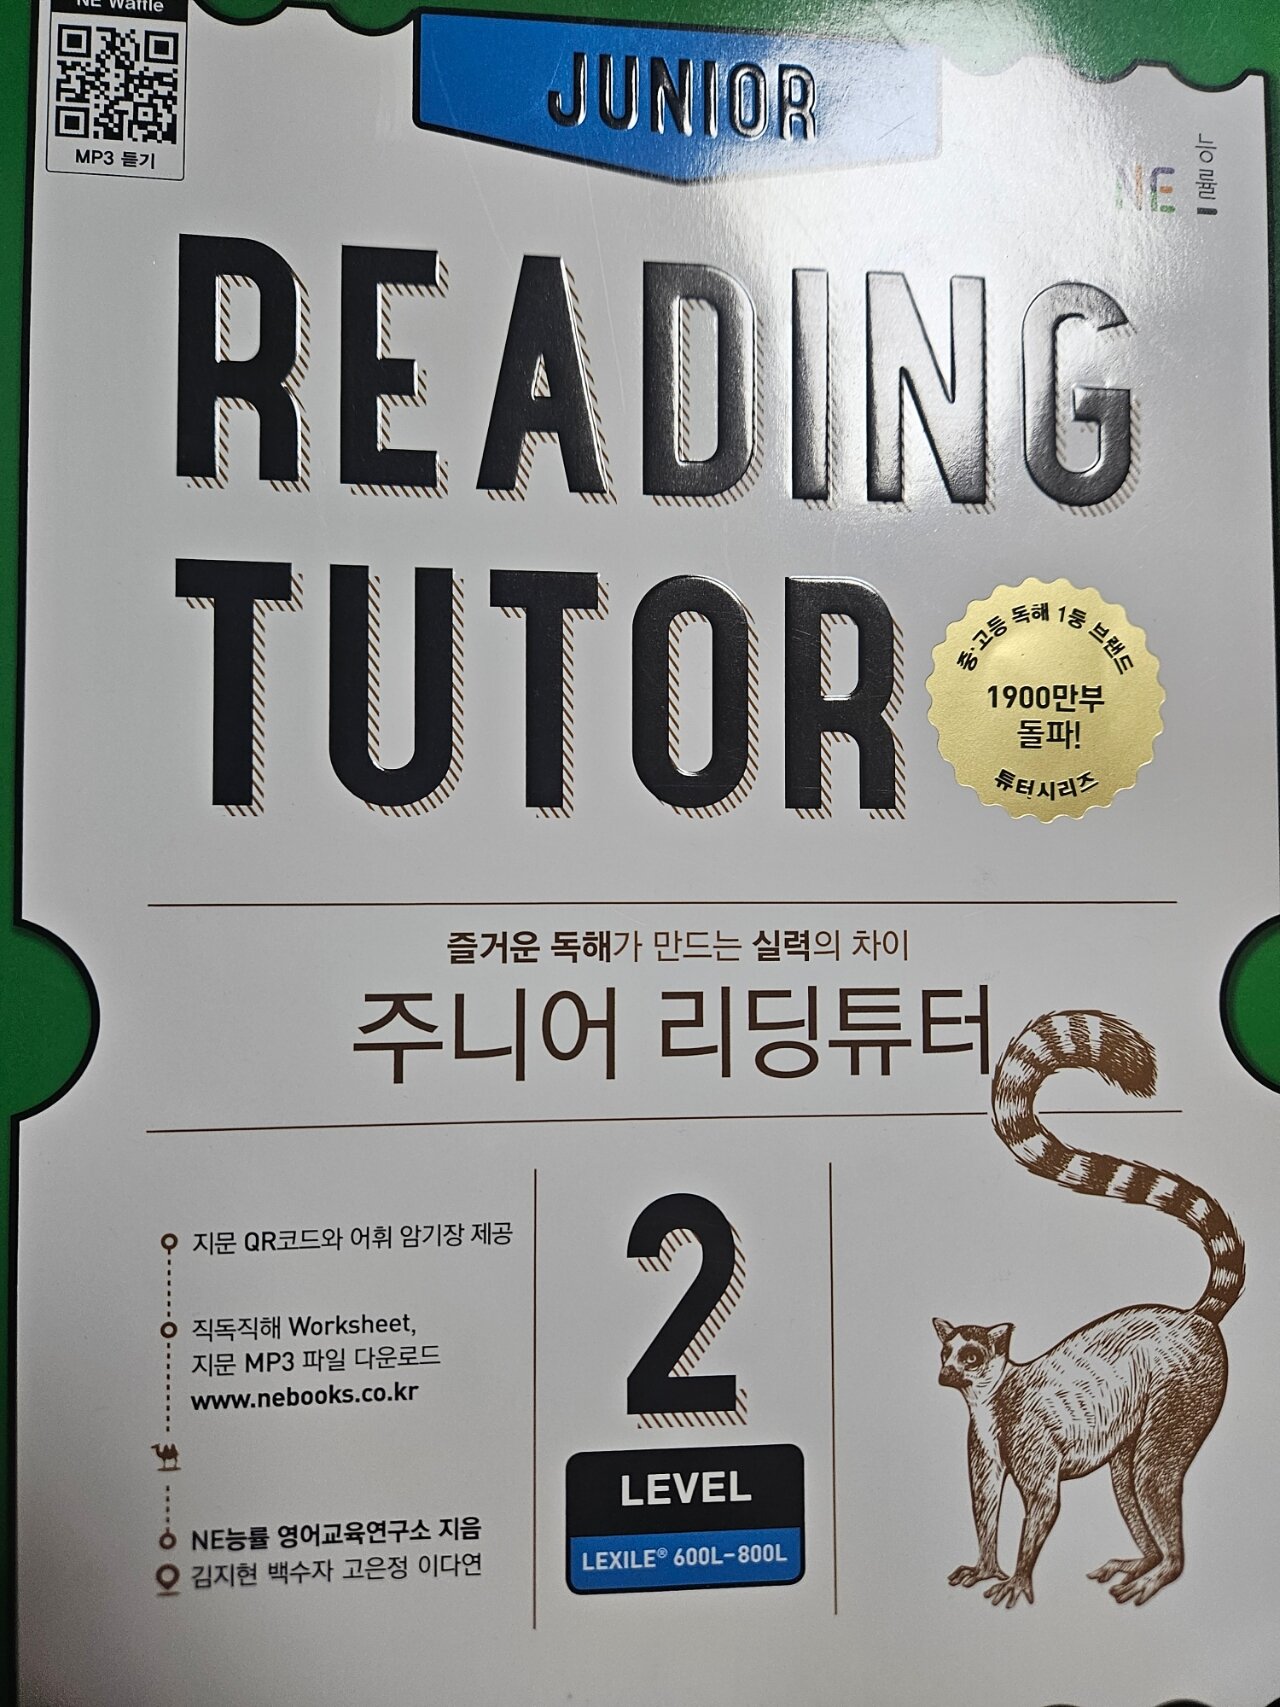 NE Waffle
MP3 듣기
JUNIOR
NE 능률
READING
TUTOR
중·고등 독해 1등 브랜드
1900만부
돌파!
튜터시리즈
즐거운 독해가 만드는 실력의 차이
주니어 리딩튜터
지문 QR코드와 어휘 암기장 제공
직독직해 Worksheet,
지문 MP3 파일 다운로드
www.nebooks.co.kr
NE능률 영어교육연구소 지음
김지현 백수자 고은정 이다연
2
LEVEL
LEXILE® 600L-800L